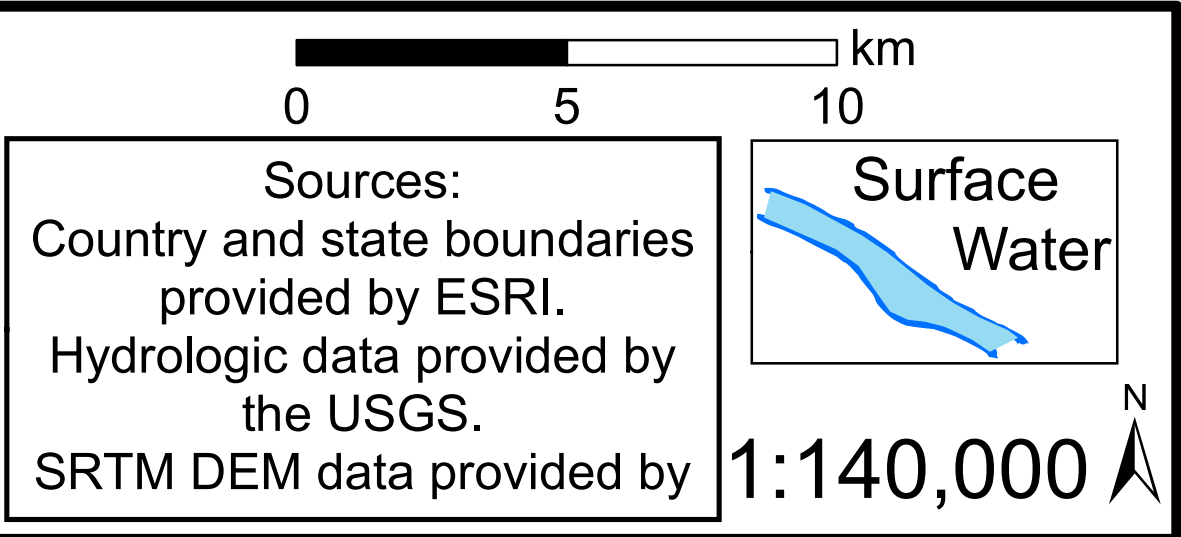 km
0 5 10
Sources:
Country and state boundaries
provided by ESRI.
Hydrologic data provided by
the USGS.
SRTM DEM data provided by
Surface
Water
N
1:140,000